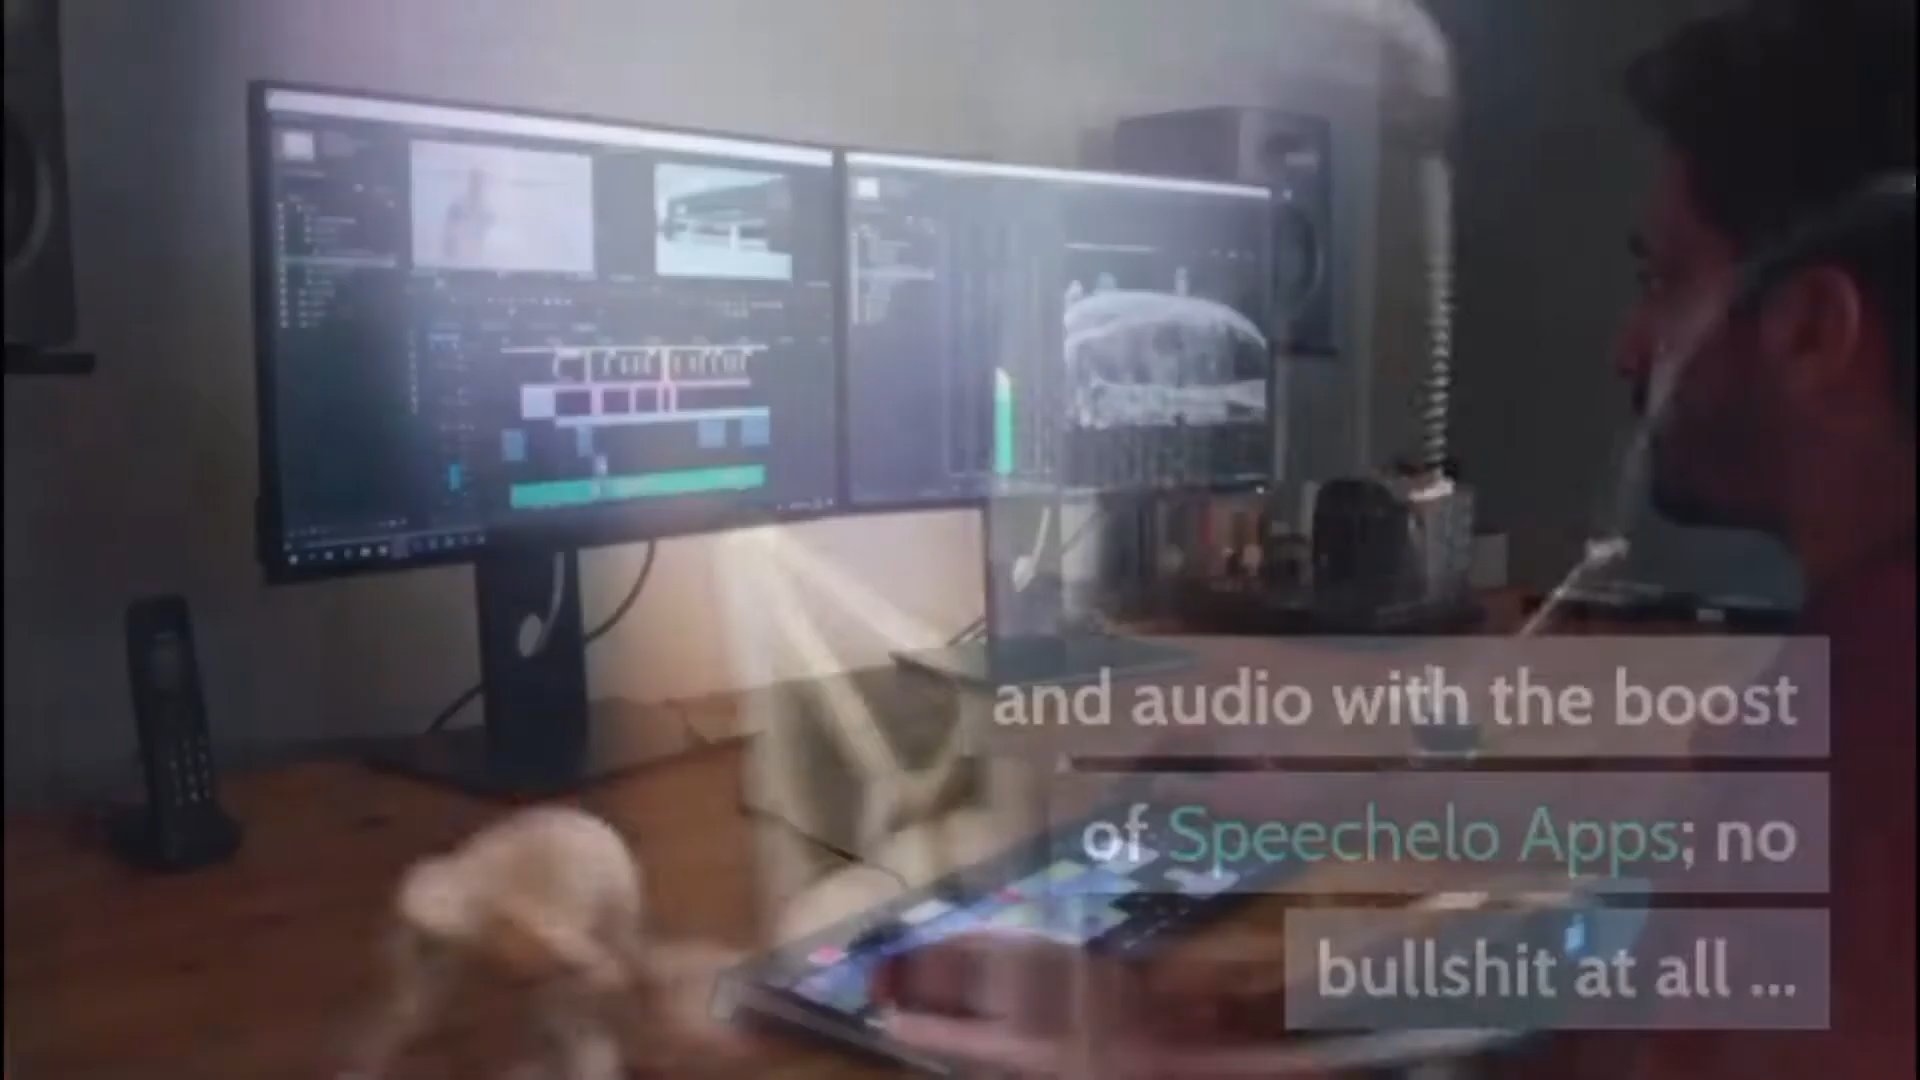 and audio with the boost
of Speechelo Apps; no
bullshit at all ...